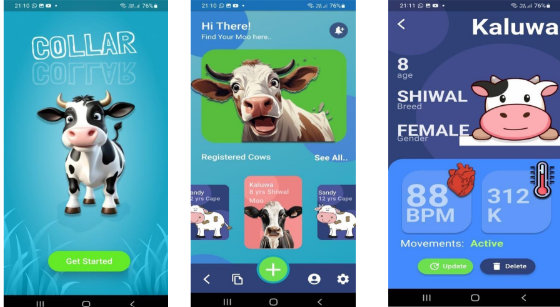 21:10
76%
COLLAR
Get Started
21:10
76%
Hi There!
Find Your Moo here..
Registered Cows
See All..
Sandy
2 yrs Cape
Kaluwa
8 yrs Shiwal
Moo..
Sandy
12 yrs Cape
21:11
76%
Kaluwa
8
age
SHIWAL
Breed
FEMALE
Gender
88
BPM
312
K
Movements: Active
Update
Delete